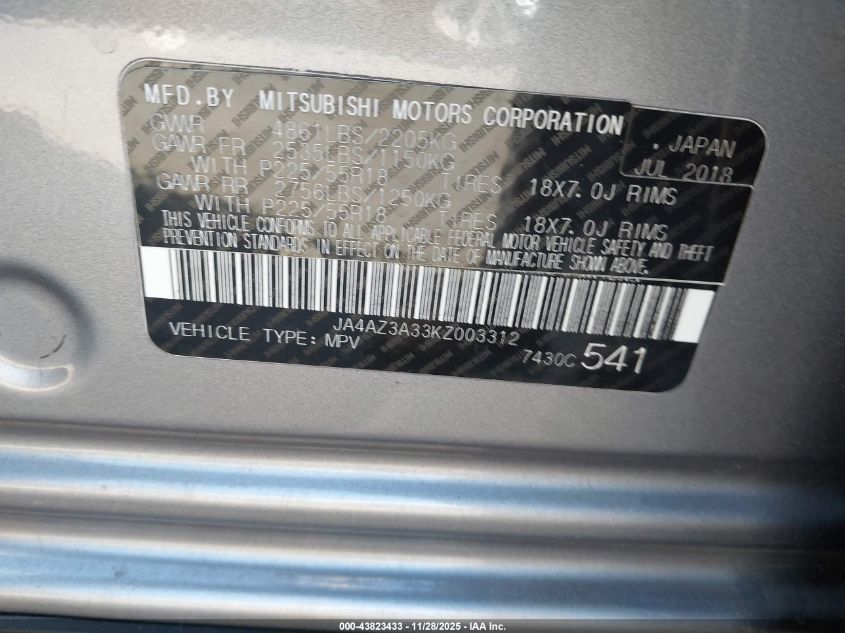 MFD.BY MITSUBISHI MOTORS CORPORATION
GVWR 4861LBS/2205KG
GAWR FR 2535LBS/1150KG
WITH P225/55R18 TIRES 18X7.0J RIMS
GAWR RR 2756LBS/1250KG
WITH P225/55R18 TIRES 18X7.0J RIMS
. JAPAN
JUL 2018
THIS VEHICLE CONFORMS TO ALL APPLICABLE FEDERAL MOTOR VEHICLE SAFETY AND THEFT
PREVENTION STANDARDS IN EFFECT ON THE DATE OF MANUFACTURE SHOWN ABOVE.
JA4AZ3A33KZ003312
VEHICLE TYPE: MPV
7430C 541
000-43823433 — 11/28/2025 — IAA Inc.